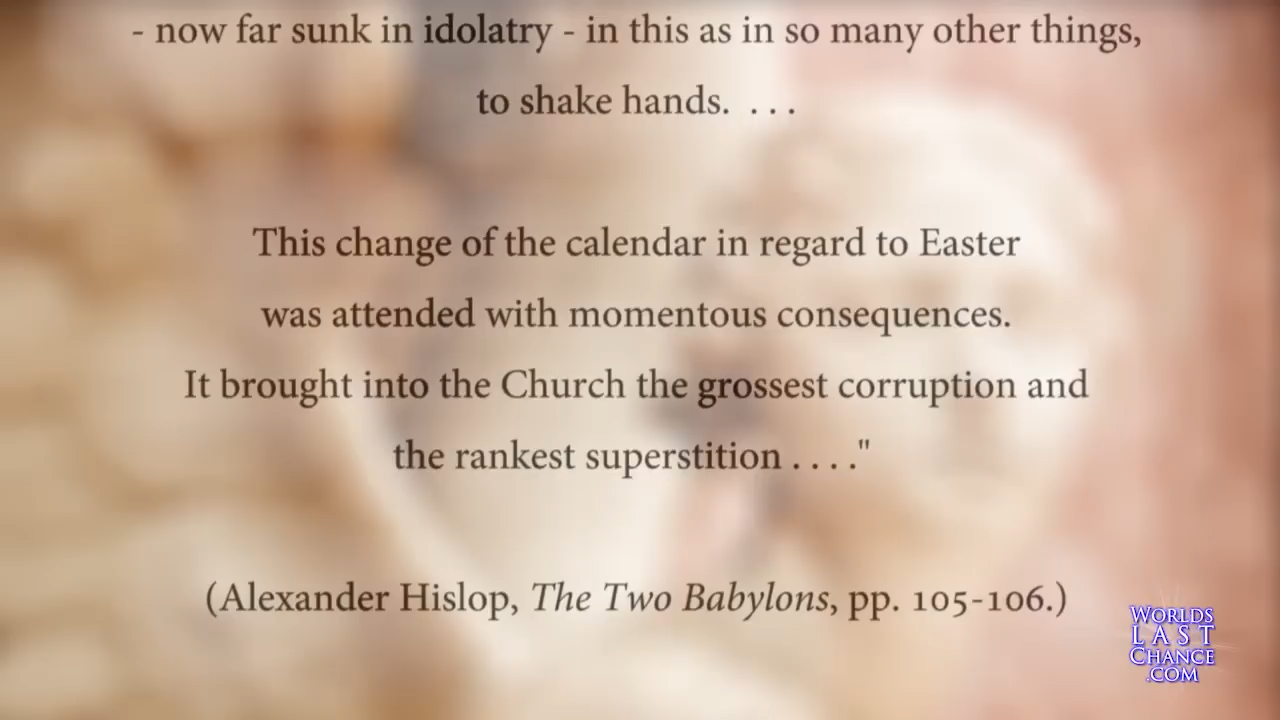 - now far sunk in idolatry - in this as in so many other things,
to shake hands. . . .
This change of the calendar in regard to Easter
was attended with momentous consequences.
It brought into the Church the grossest corruption and
the rankest superstition . . . ."
(Alexander Hislop, The Two Babylons, pp. 105-106.)
WORLDS
LAST
CHANCE
.COM